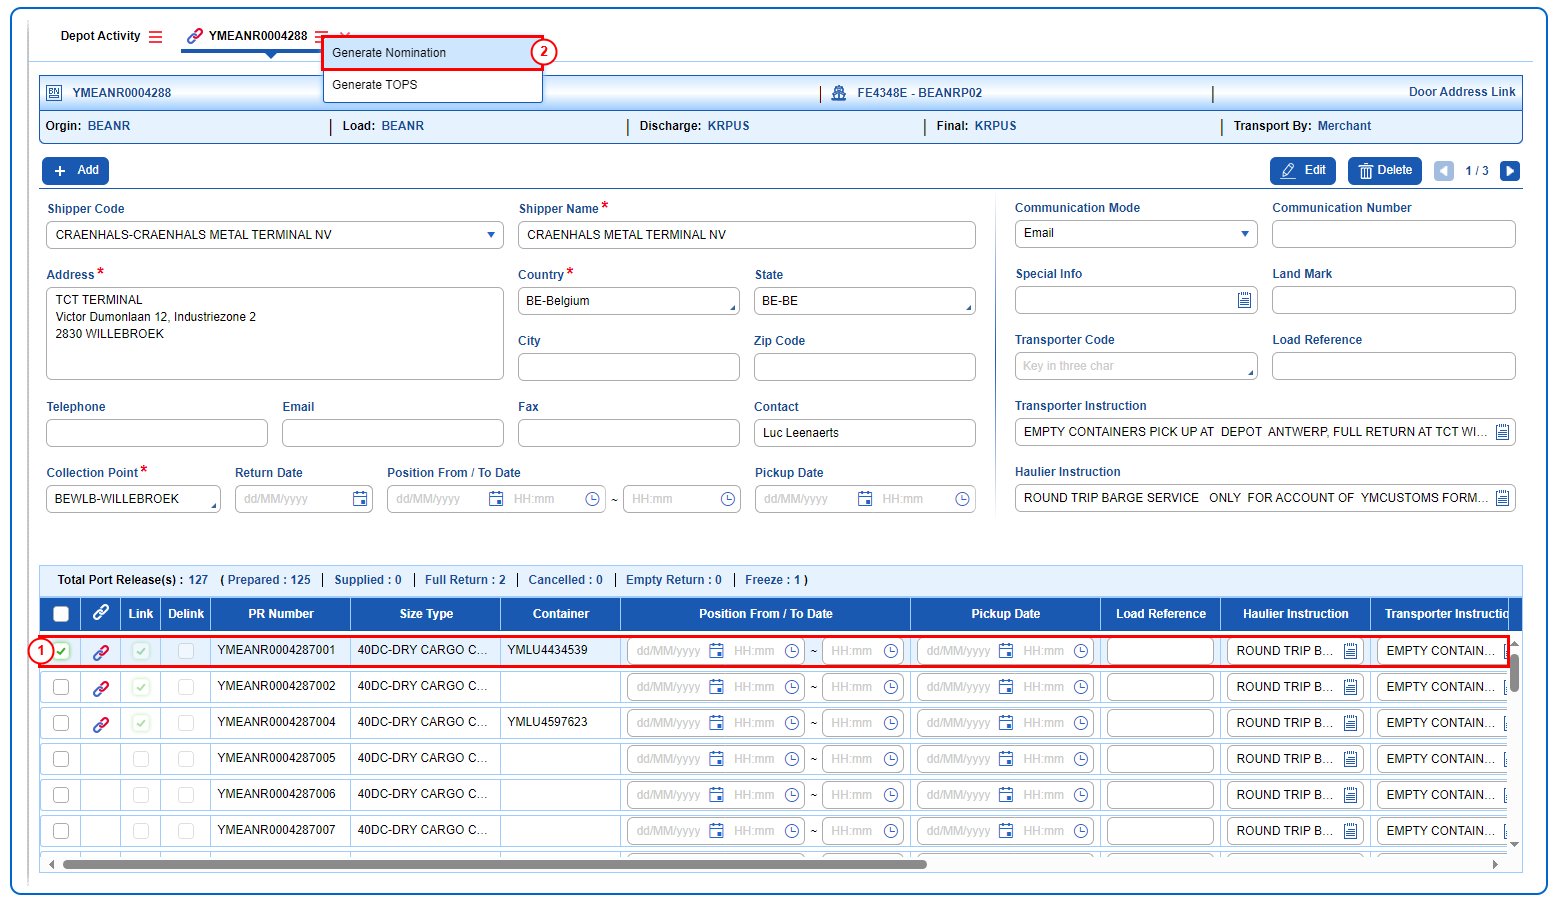 Depot Activity YMEANR0004288
Generate Nomination 2
Generate TOPS
BN YMEANR0004288 FE4348E - BEANRP02 Door Address Link
Orgin: BEANR Load: BEANR Discharge: KRPUS Final: KRPUS Transport By: Merchant
+ Add Edit Delete 1 / 3
Shipper Code Shipper Name * Communication Mode Communication Number
CRAENHALS-CRAENHALS METAL TERMINAL NV CRAENHALS METAL TERMINAL NV Email
Address * Country * State Special Info Land Mark
TCT TERMINAL
Victor Dumonlaan 12, Industriezone 2
2830 WILLEBROEK
BE-Belgium BE-BE
City Zip Code Transporter Code Load Reference
Key in three char
Telephone Email Fax Contact Transporter Instruction
Luc Leenaerts EMPTY CONTAINERS PICK UP AT DEPOT ANTWERP, FULL RETURN AT TCT WI...
Collection Point * Return Date Position From / To Date Pickup Date Haulier Instruction
BEWLB-WILLEBROEK dd/MM/yyyy dd/MM/yyyy HH:mm ~ HH:mm dd/MM/yyyy HH:mm ROUND TRIP BARGE SERVICE ONLY FOR ACCOUNT OF YMCUSTOMS FORM...
Total Port Release(s) : 127 ( Prepared : 125 | Supplied : 0 | Full Return : 2 | Cancelled : 0 | Empty Return : 0 | Freeze : 1 )
Link Delink PR Number Size Type Container Position From / To Date Pickup Date Load Reference Haulier Instruction Transporter Instructio
1 YMEANR0004287001 40DC-DRY CARGO C... YMLU4434539 dd/MM/yyyy HH:mm ~ HH:mm dd/MM/yyyy HH:mm ROUND TRIP B... EMPTY CONTAIN...
YMEANR0004287002 40DC-DRY CARGO C... dd/MM/yyyy HH:mm ~ HH:mm dd/MM/yyyy HH:mm ROUND TRIP B... EMPTY CONTAIN...
YMEANR0004287004 40DC-DRY CARGO C... YMLU4597623 dd/MM/yyyy HH:mm ~ HH:mm dd/MM/yyyy HH:mm ROUND TRIP B... EMPTY CONTAIN...
YMEANR0004287005 40DC-DRY CARGO C... dd/MM/yyyy HH:mm ~ HH:mm dd/MM/yyyy HH:mm ROUND TRIP B... EMPTY CONTAIN...
YMEANR0004287006 40DC-DRY CARGO C... dd/MM/yyyy HH:mm ~ HH:mm dd/MM/yyyy HH:mm ROUND TRIP B... EMPTY CONTAIN...
YMEANR0004287007 40DC-DRY CARGO C... dd/MM/yyyy HH:mm ~ HH:mm dd/MM/yyyy HH:mm ROUND TRIP B... EMPTY CONTAIN...